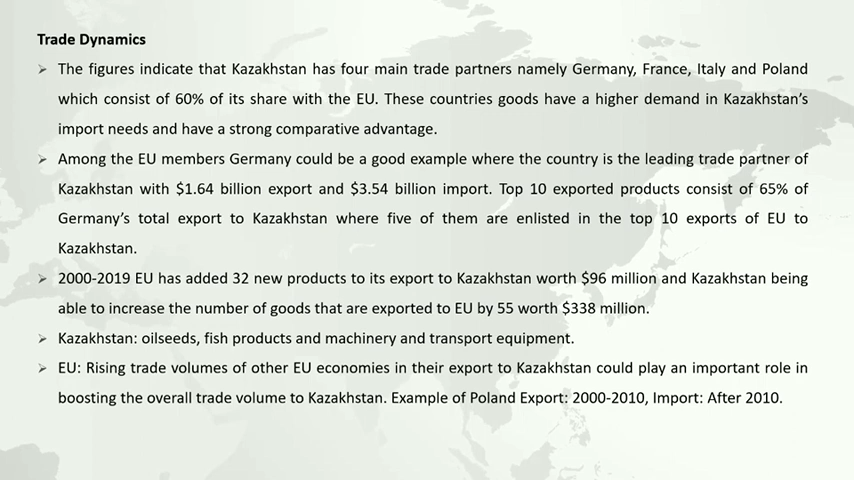 Trade Dynamics
➢ The figures indicate that Kazakhstan has four main trade partners namely Germany, France, Italy and Poland
which consist of 60% of its share with the EU. These countries goods have a higher demand in Kazakhstan's
import needs and have a strong comparative advantage.
➢ Among the EU members Germany could be a good example where the country is the leading trade partner of
Kazakhstan with $1.64 billion export and $3.54 billion import. Top 10 exported products consist of 65% of
Germany's total export to Kazakhstan where five of them are enlisted in the top 10 exports of EU to
Kazakhstan.
➢ 2000-2019 EU has added 32 new products to its export to Kazakhstan worth $96 million and Kazakhstan being
able to increase the number of goods that are exported to EU by 55 worth $338 million.
➢ Kazakhstan: oilseeds, fish products and machinery and transport equipment.
➢ EU: Rising trade volumes of other EU economies in their export to Kazakhstan could play an important role in
boosting the overall trade volume to Kazakhstan. Example of Poland Export: 2000-2010, Import: After 2010.